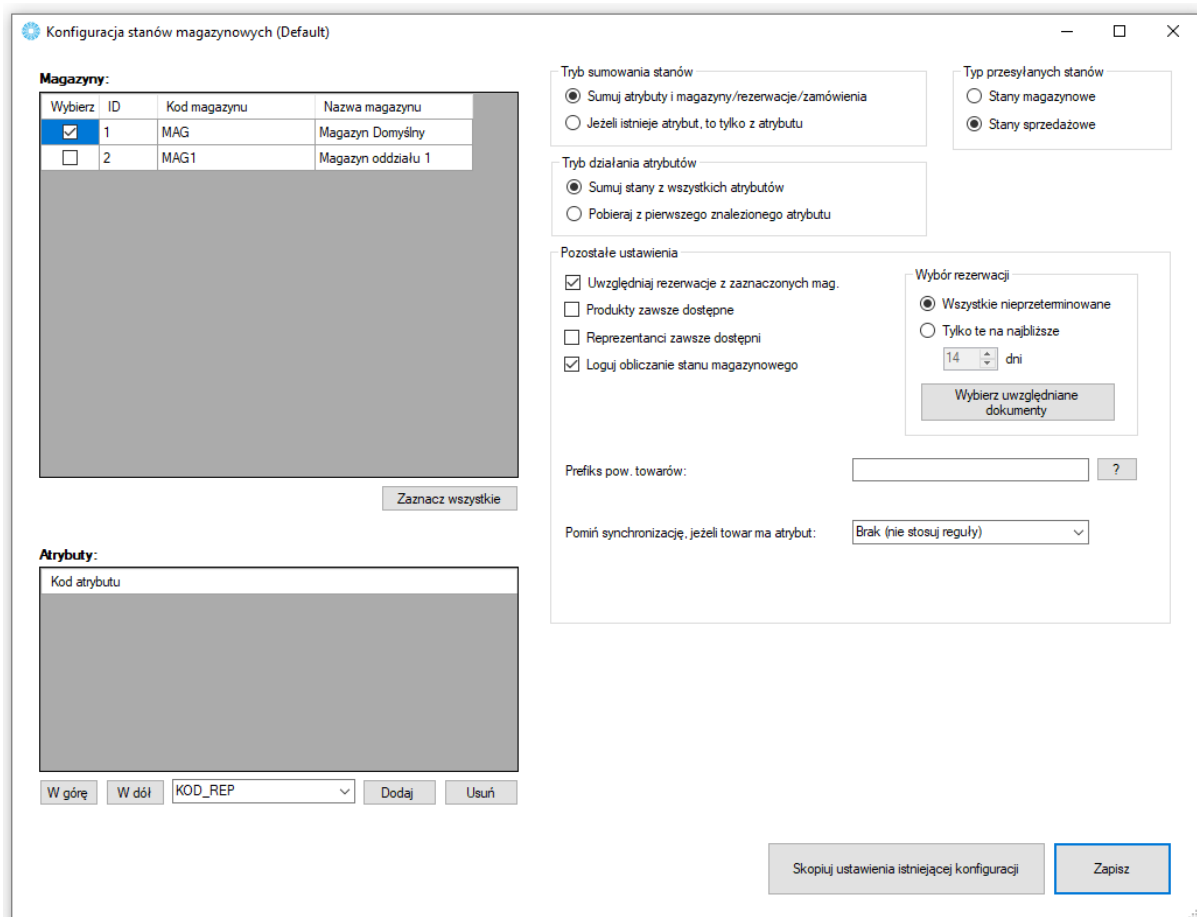 Konfiguracja stanów magazynowych (Default)
Magazyny:
Wybierz ID Kod magazynu Nazwa magazynu
1 MAG Magazyn Domyślny
2 MAG1 Magazyn oddziału 1
Zaznacz wszystkie
Atrybuty:
Kod atrybutu
W górę W dół KOD_REP Dodaj Usuń
Tryb sumowania stanów
Sumuj atrybuty i magazyny/rezerwacje/zamówienia
Jeżeli istnieje atrybut, to tylko z atrybutu
Typ przesyłanych stanów
Stany magazynowe
Stany sprzedażowe
Tryb działania atrybutów
Sumuj stany z wszystkich atrybutów
Pobieraj z pierwszego znalezionego atrybutu
Pozostałe ustawienia
Uwzględniaj rezerwacje z zaznaczonych mag.
Produkty zawsze dostępne
Reprezentanci zawsze dostępni
Loguj obliczanie stanu magazynowego
Wybór rezerwacji
Wszystkie nieprzeterminowane
Tylko te na najbliższe
14 dni
Wybierz uwzględniane
dokumenty
Prefiks pow. towarów: ?
Pomiń synchronizację, jeżeli towar ma atrybut: Brak (nie stosuj reguły)
Skopiuj ustawienia istniejącej konfiguracji Zapisz